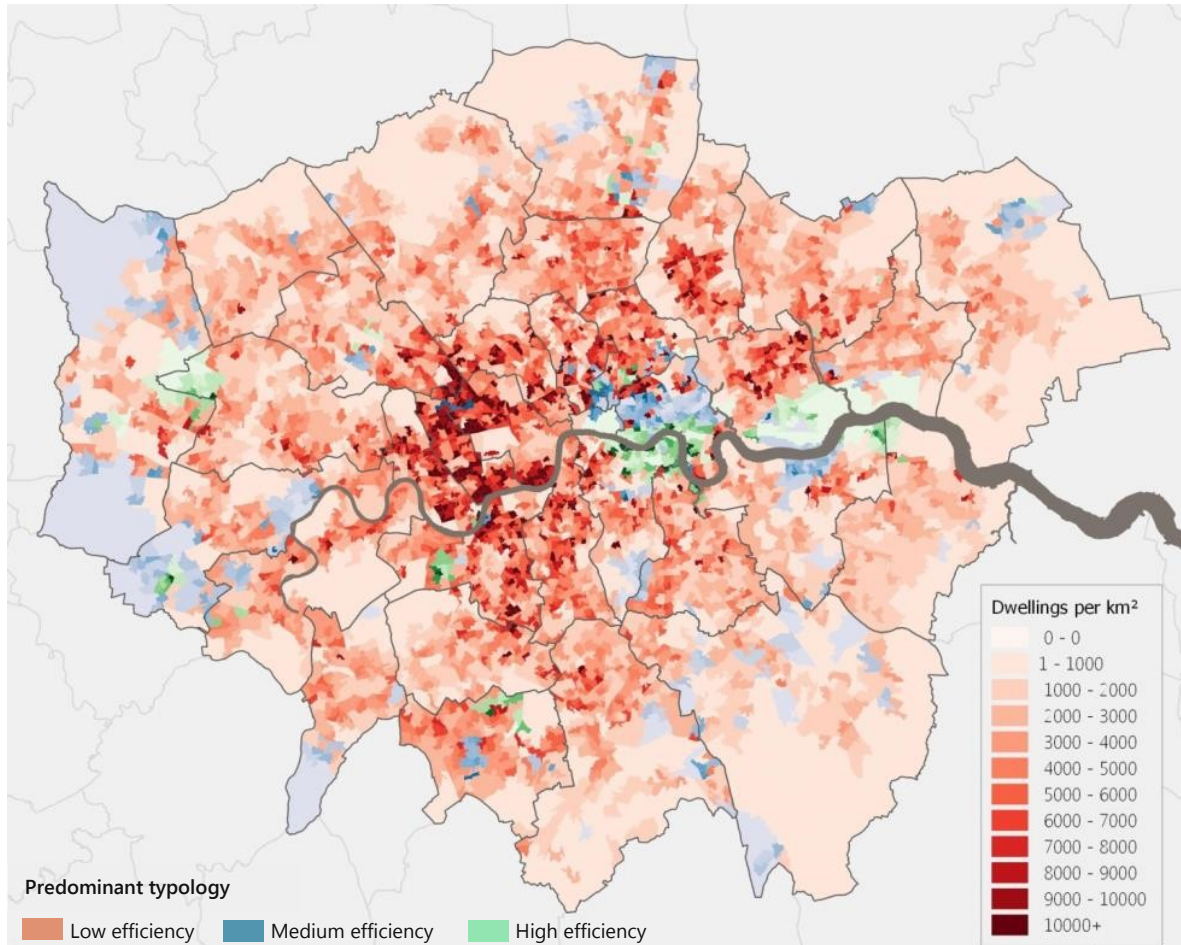 Dwellings per km²
0 - 0
1 - 1000
1000 - 2000
2000 - 3000
3000 - 4000
4000 - 5000
5000 - 6000
6000 - 7000
7000 - 8000
8000 - 9000
9000 - 10000
10000+
Predominant typology
Low efficiency Medium efficiency High efficiency